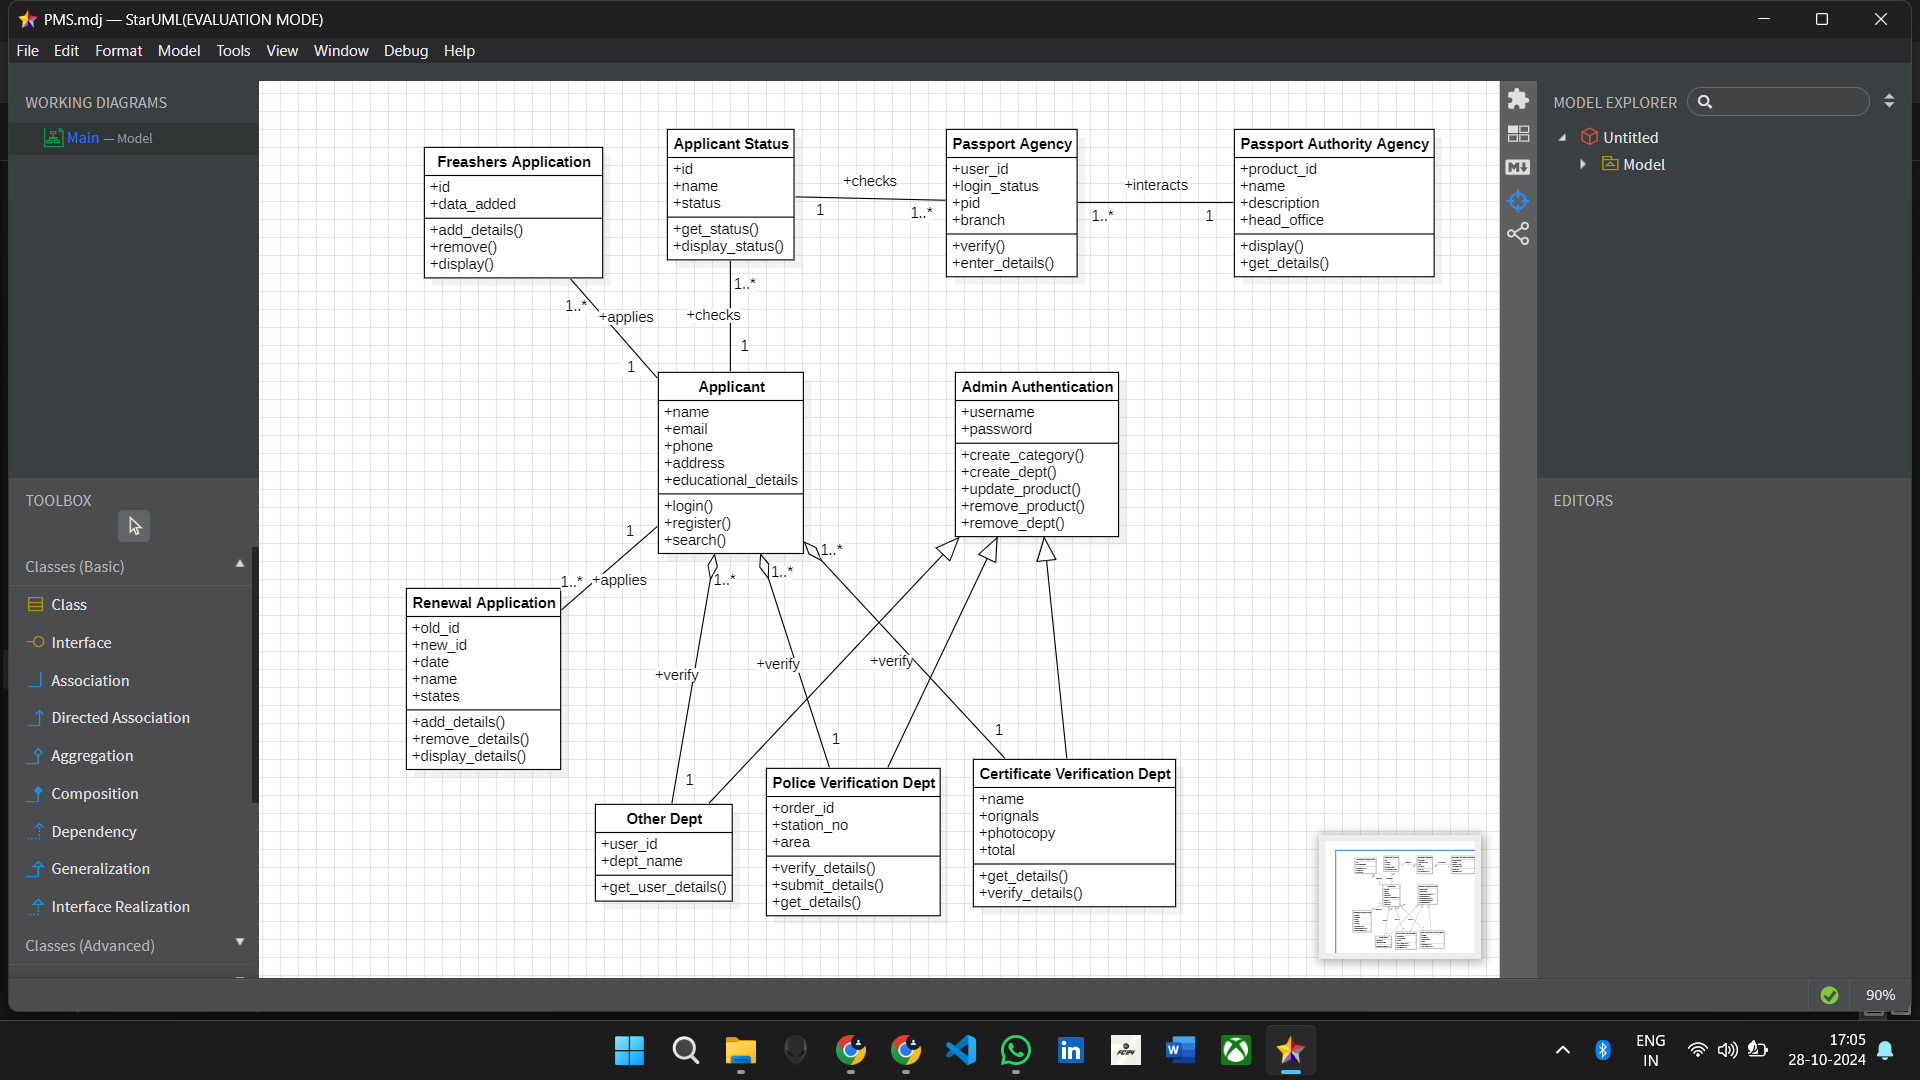 PMS.mdj — StarUML(EVALUATION MODE)
File Edit Format Model Tools View Window Debug Help
WORKING DIAGRAMS
Main — Model
TOOLBOX
Classes (Basic)
Class
Interface
Association
Directed Association
Aggregation
Composition
Dependency
Generalization
Interface Realization
Classes (Advanced)
Freashers Application
+id
+data_added
+add_details()
+remove()
+display()
Applicant Status
+id
+name
+status
+get_status()
+display_status()
+checks
1
1..*
Passport Agency
+user_id
+login_status
+pid
+branch
+verify()
+enter_details()
+interacts
1..*
1
Passport Authority Agency
+product_id
+name
+description
+head_office
+display()
+get_details()
1..*
+applies
1
1..*
+checks
1
Applicant
+name
+email
+phone
+address
+educational_details
+login()
+register()
+search()
Admin Authentication
+username
+password
+create_category()
+create_dept()
+update_product()
+remove_product()
+remove_dept()
1
1..*
+applies
Renewal Application
+old_id
+new_id
+date
+name
+states
+add_details()
+remove_details()
+display_details()
1..*
+verify
1
1..*
+verify
1
1..*
+verify
1
Other Dept
+user_id
+dept_name
+get_user_details()
Police Verification Dept
+order_id
+station_no
+area
+verify_details()
+submit_details()
+get_details()
Certificate Verification Dept
+name
+orignals
+photocopy
+total
+get_details()
+verify_details()
MODEL EXPLORER
Untitled
Model
EDITORS
90%
ENG
IN
17:05
28-10-2024